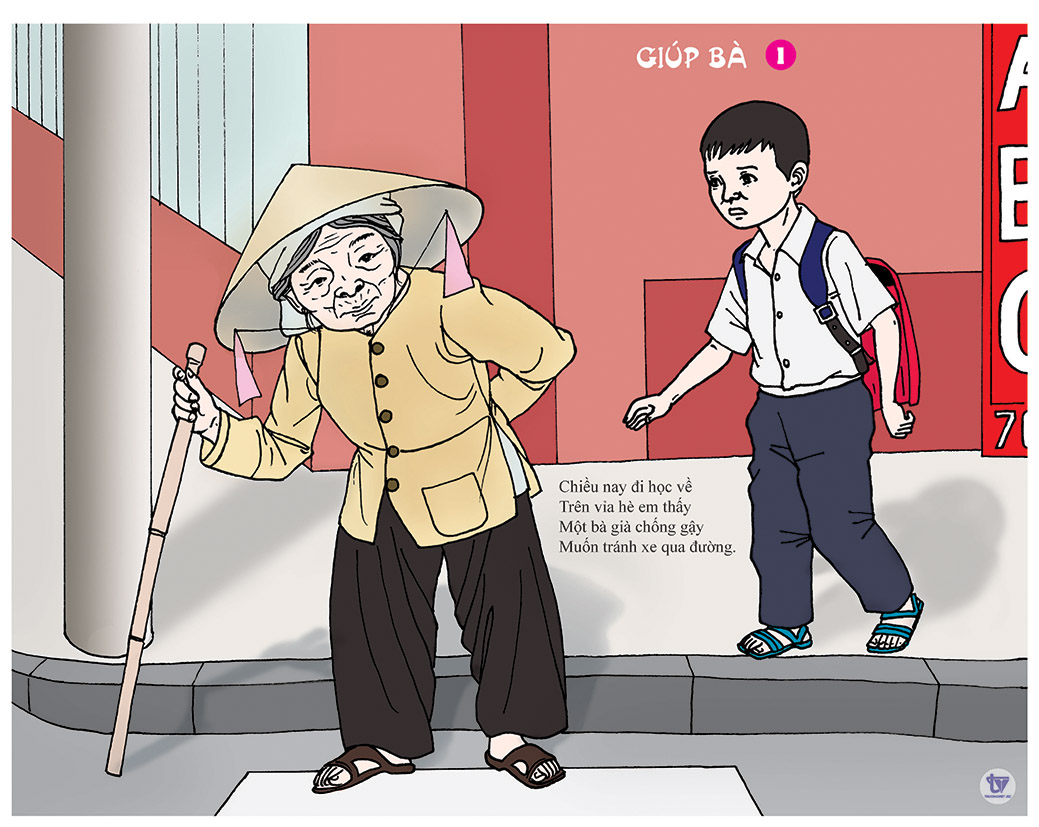 GIÚP BÀ 1
Chiều nay đi học về
Trên vỉa hè em thấy
Một bà già chống gậy
Muốn tránh xe qua đường.